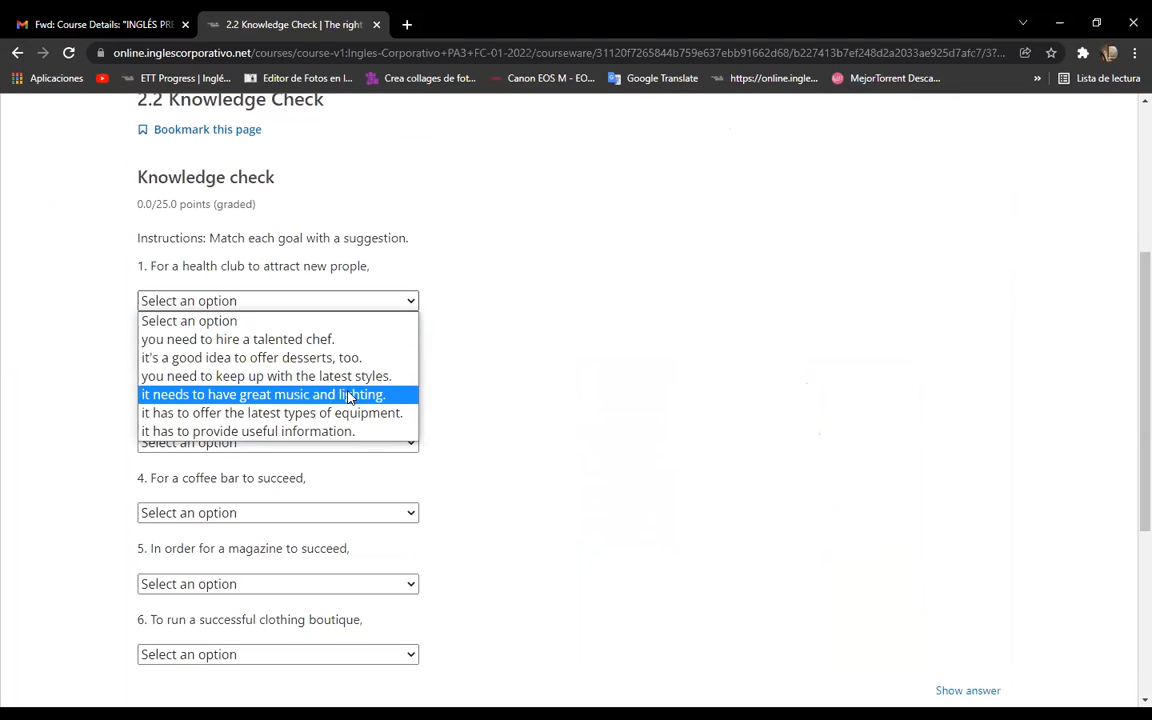 Fwd: Course Details: "INGLÉS PRE
2.2 Knowledge Check | The right
online.inglescorporativo.net/courses/course-v1:Ingles-Corporativo+PA3+FC-01-2022/courseware/31120f7265844b759e637ebb91662d68/b227413b7ef248d2a2033ae925d7afc7/37...
Aplicaciones
ETT Progress | Inglé...
Editor de Fotos en l...
Crea collages de fot...
Canon EOS M - EO...
Google Translate
https://online.ingle...
MejorTorrent Desca...
»
Lista de lectura
2.2 Knowledge Check
Bookmark this page
Knowledge check
0.0/25.0 points (graded)
Instructions: Match each goal with a suggestion.
1. For a health club to attract new prople,
Select an option
Select an option
you need to hire a talented chef.
it's a good idea to offer desserts, too.
you need to keep up with the latest styles.
it needs to have great music and lighting.
it has to offer the latest types of equipment.
it has to provide useful information.
Select an option
4. For a coffee bar to succeed,
Select an option
5. In order for a magazine to succeed,
Select an option
6. To run a successful clothing boutique,
Select an option
Show answer